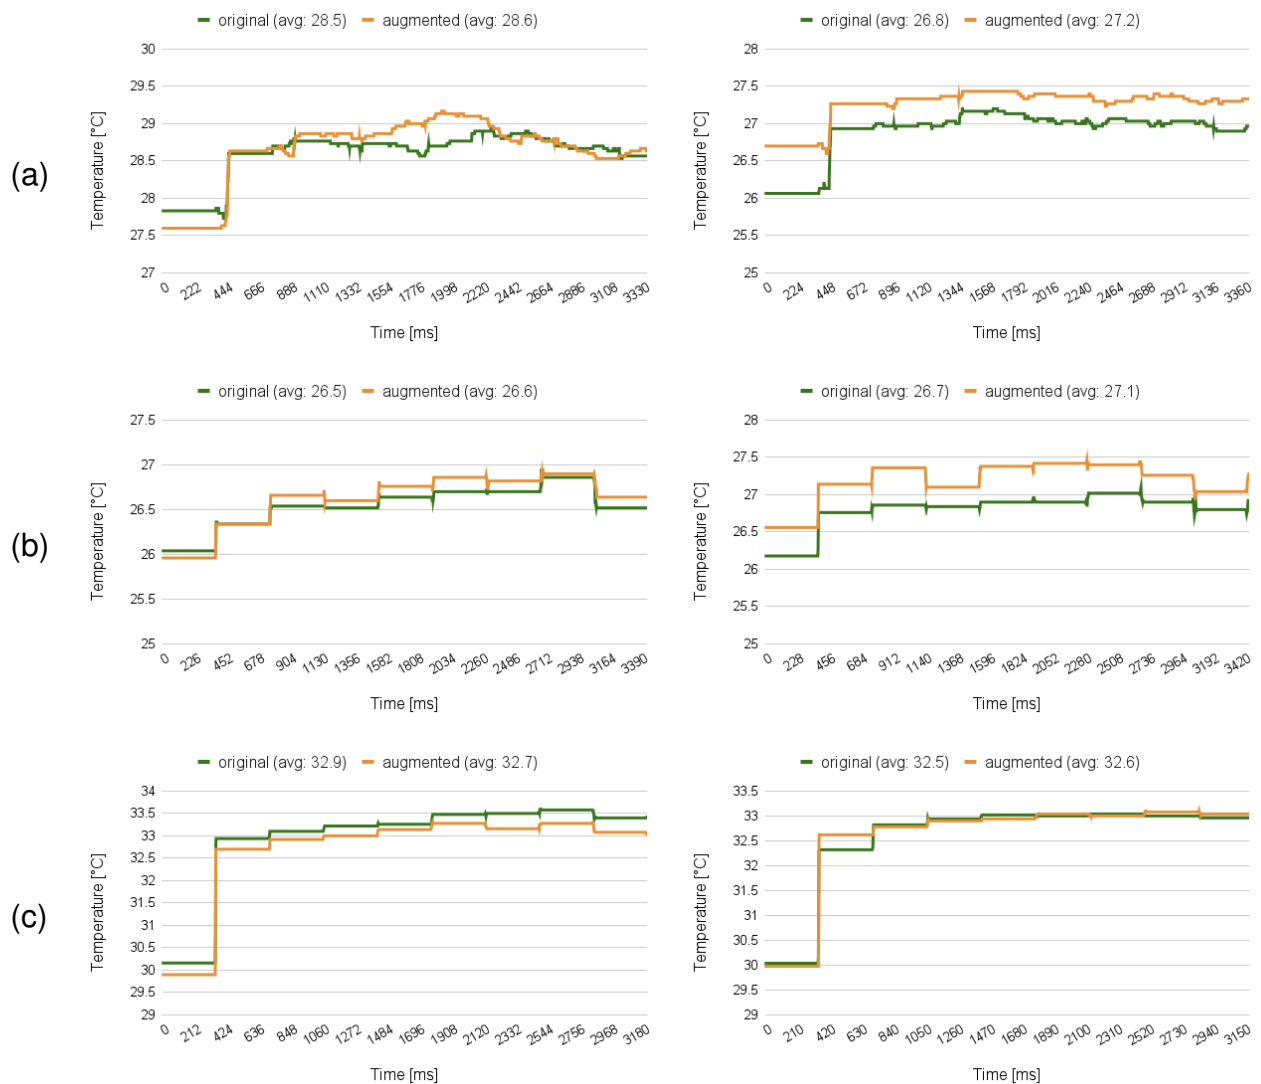 original (avg: 28.5) augmented (avg: 28.6)
30
29.5
29
28.5
28
27.5
27
Temperature [°C]
0 222 444 666 888 1110 1332 1554 1776 1998 2220 2442 2664 2886 3108 3330
Time [ms]
original (avg: 26.8) augmented (avg: 27.2)
28
27.5
27
26.5
26
25.5
25
Temperature [°C]
0 224 448 672 896 1120 1344 1568 1792 2016 2240 2464 2688 2912 3136 3360
Time [ms]
(a)
original (avg: 26.5) augmented (avg: 26.6)
27.5
27
26.5
26
25.5
25
Temperature [°C]
0 226 452 678 904 1130 1356 1582 1808 2034 2260 2486 2712 2938 3164 3390
Time [ms]
original (avg: 26.7) augmented (avg: 27.1)
28
27.5
27
26.5
26
25.5
25
Temperature [°C]
0 228 456 684 912 1140 1368 1596 1824 2052 2280 2508 2736 2964 3192 3420
Time [ms]
(b)
original (avg: 32.9) augmented (avg: 32.7)
34
33.5
33
32.5
32
31.5
31
30.5
30
29.5
29
Temperature [°C]
0 212 424 636 848 1060 1272 1484 1696 1908 2120 2332 2544 2756 2968 3180
Time [ms]
original (avg: 32.5) augmented (avg: 32.6)
33.5
33
32.5
32
31.5
31
30.5
30
29.5
29
Temperature [°C]
0 210 420 630 840 1050 1260 1470 1680 1890 2100 2310 2520 2730 2940 3150
Time [ms]
(c)